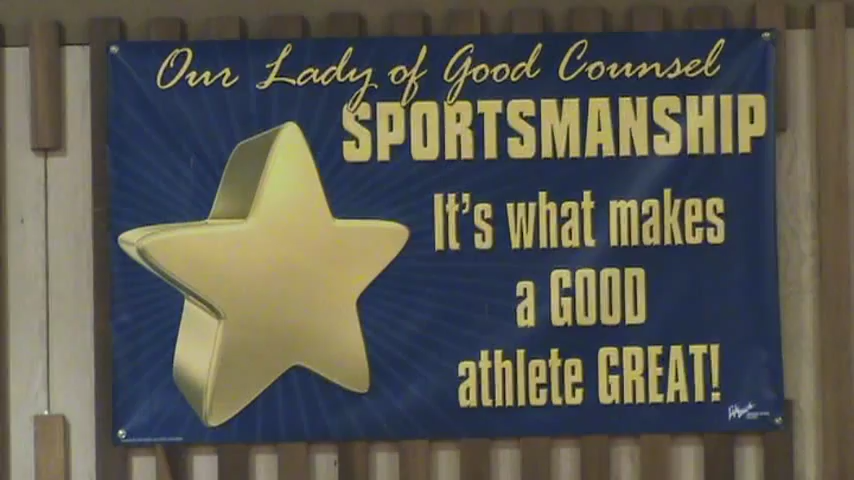 Our Lady of Good Counsel
SPORTSMANSHIP
It's what makes
a GOOD
athlete GREAT!